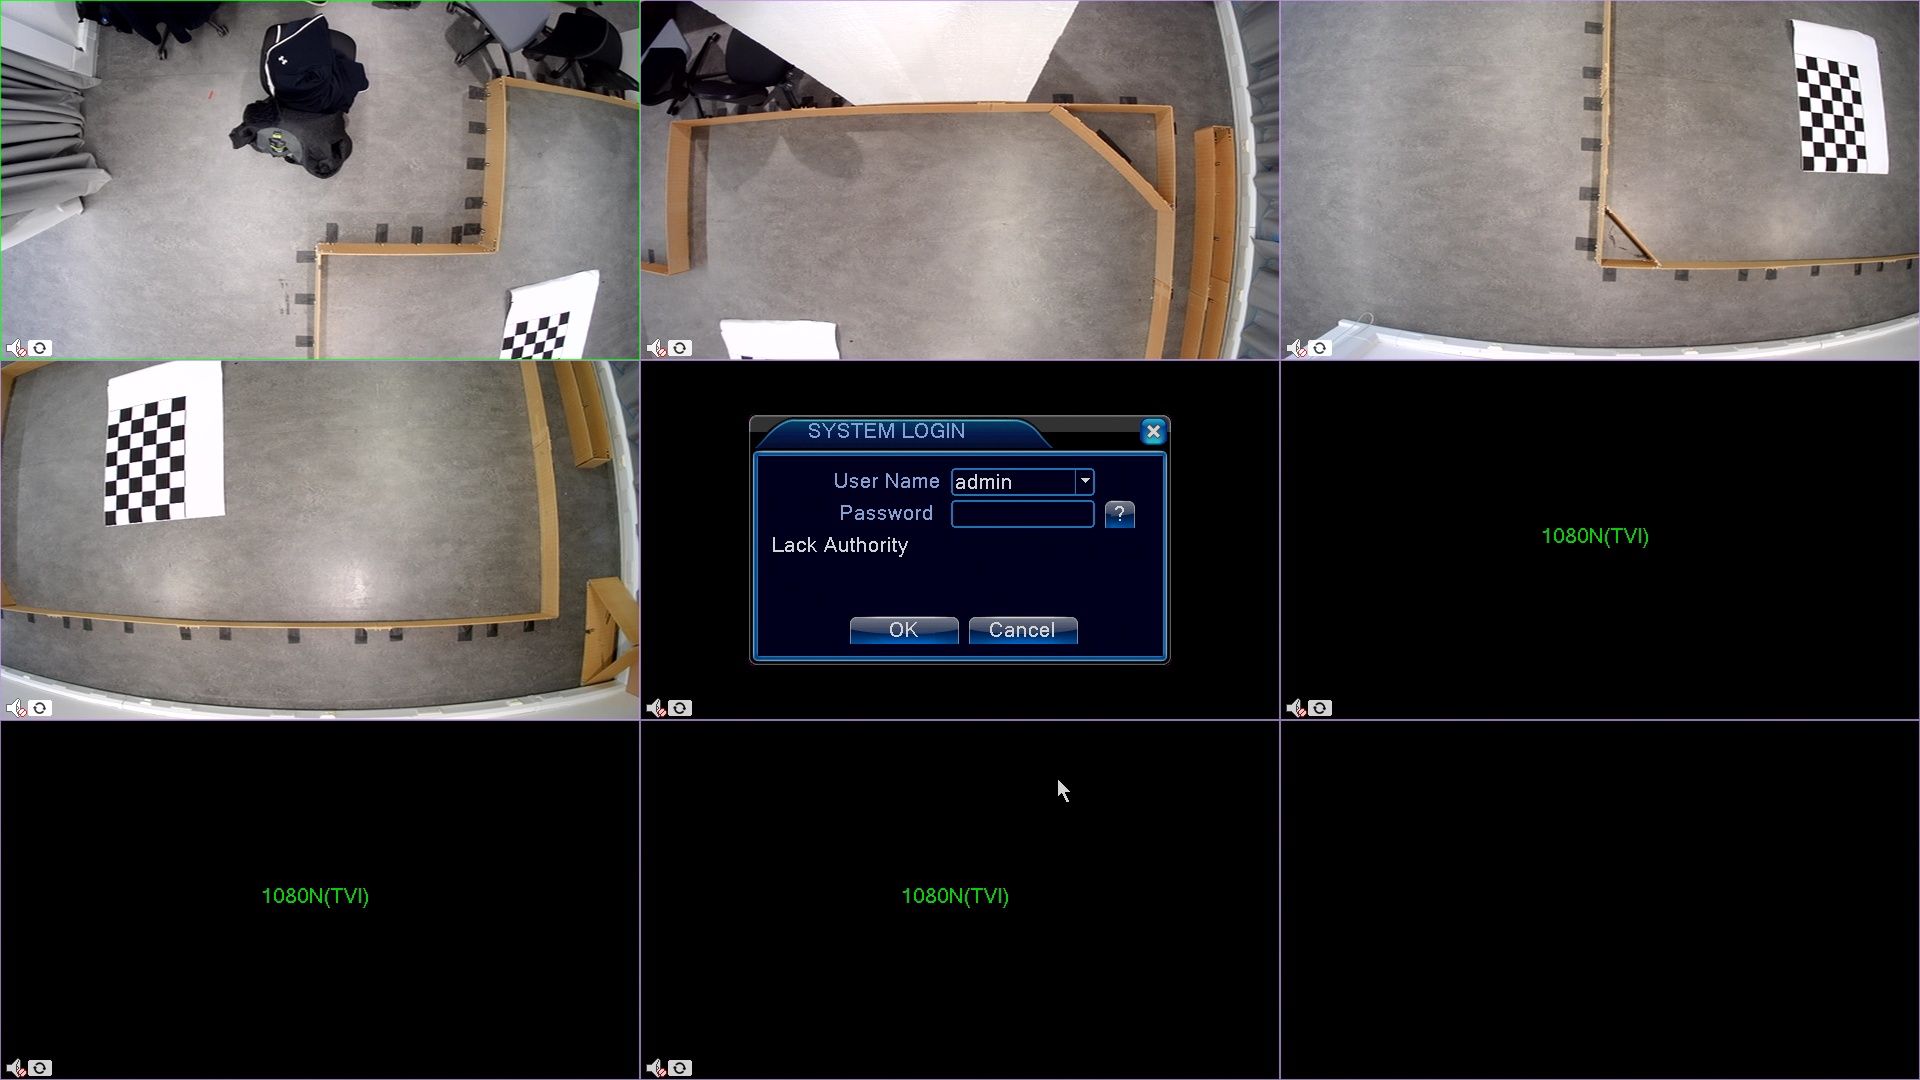 SYSTEM LOGIN
User Name admin
Password ?
Lack Authority
OK Cancel
1080N(TVI)
1080N(TVI)
1080N(TVI)